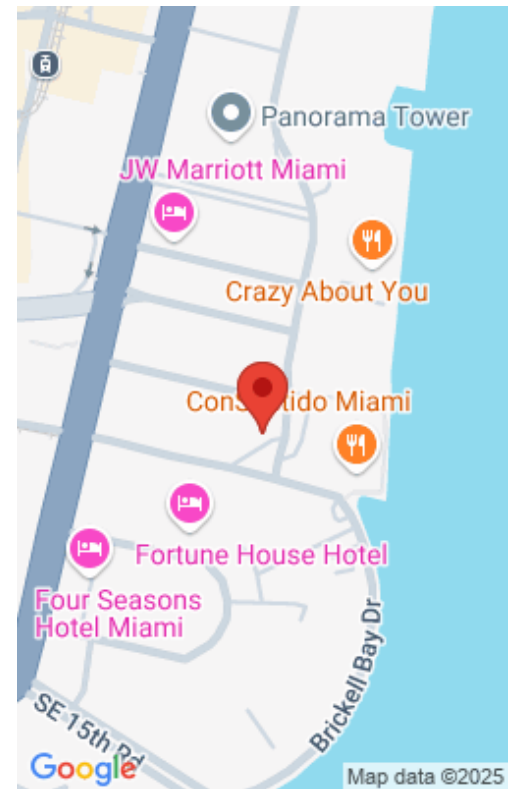 Panorama Tower
JW Marriott Miami
Crazy About You
Miami
Fortune House Hotel
Four Seasons
Hotel Miami
Brickell Bay Dr
SE 15th Rd
Google
Map data ©2025